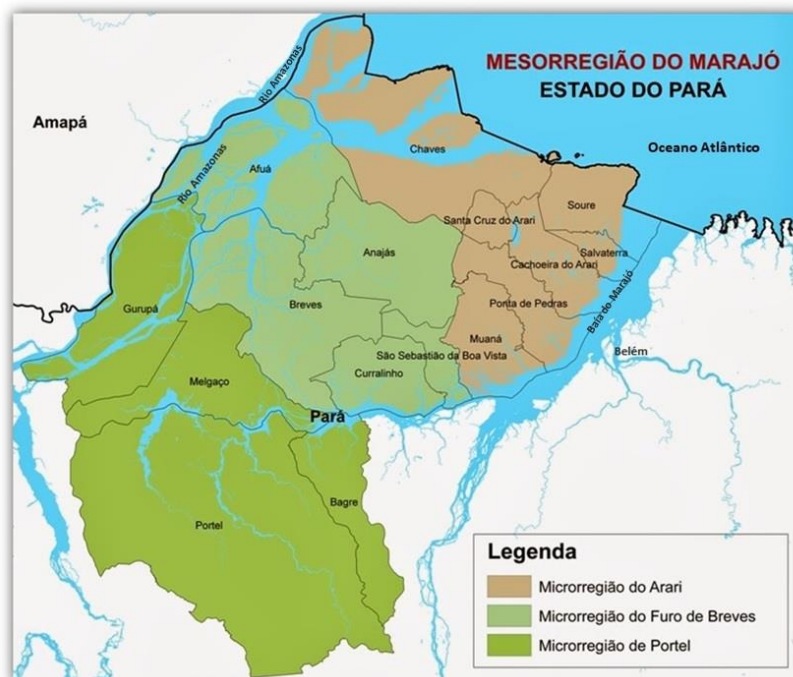 MESORREGIÃO DO MARAJÓ
ESTADO DO PARÁ
Rio Amazonas
Amapá
Oceano Atlântico
Chaves
Afuá
Rio Amazonas
Soure
Santa Cruz do Arari
Anajás
Salvaterra
Cachoeira do Arari
Gurupá
Breves
Ponta de Pedras
Baía do Marajó
Muaná
Belém
São Sebastião da Boa Vista
Curralinho
Melgaço
Pará
Bagre
Portel
Legenda
Microrregião do Arari
Microrregião do Furo de Breves
Microrregião de Portel